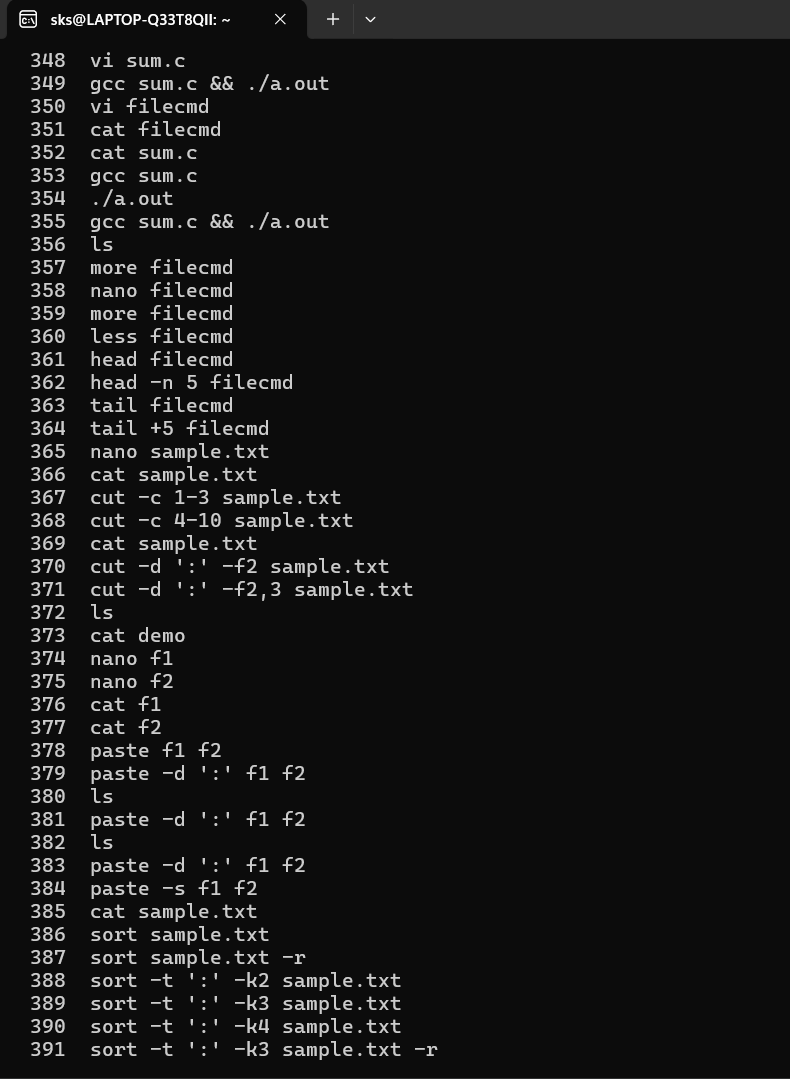 sks@LAPTOP-Q33T8QII: ~
348 vi sum.c
349 gcc sum.c && ./a.out
350 vi filecmd
351 cat filecmd
352 cat sum.c
353 gcc sum.c
354 ./a.out
355 gcc sum.c && ./a.out
356 ls
357 more filecmd
358 nano filecmd
359 more filecmd
360 less filecmd
361 head filecmd
362 head -n 5 filecmd
363 tail filecmd
364 tail +5 filecmd
365 nano sample.txt
366 cat sample.txt
367 cut -c 1-3 sample.txt
368 cut -c 4-10 sample.txt
369 cat sample.txt
370 cut -d ':' -f2 sample.txt
371 cut -d ':' -f2,3 sample.txt
372 ls
373 cat demo
374 nano f1
375 nano f2
376 cat f1
377 cat f2
378 paste f1 f2
379 paste -d ':' f1 f2
380 ls
381 paste -d ':' f1 f2
382 ls
383 paste -d ':' f1 f2
384 paste -s f1 f2
385 cat sample.txt
386 sort sample.txt
387 sort sample.txt -r
388 sort -t ':' -k2 sample.txt
389 sort -t ':' -k3 sample.txt
390 sort -t ':' -k4 sample.txt
391 sort -t ':' -k3 sample.txt -r